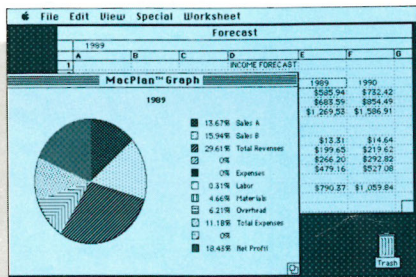 File Edit View Special Worksheet
Forecast
1989
A B C D E F G
1 INCOME FORECAST
1989 1990
$585.94 $732.42
$683.59 $854.49
$1,269.53 $1,586.91
$13.31 $14.64
$199.65 $219.62
$266.20 $292.82
$479.16 $527.08
$790.37 $1,059.84
MacPlan™ Graph
1989
13.67% Sales A
15.94% Sales B
29.61% Total Revenues
0%
0% Expenses
0.31% Labor
4.66% Materials
6.21% Overhead
11.18% Total Expenses
0%
18.43% Net Profit
Trash